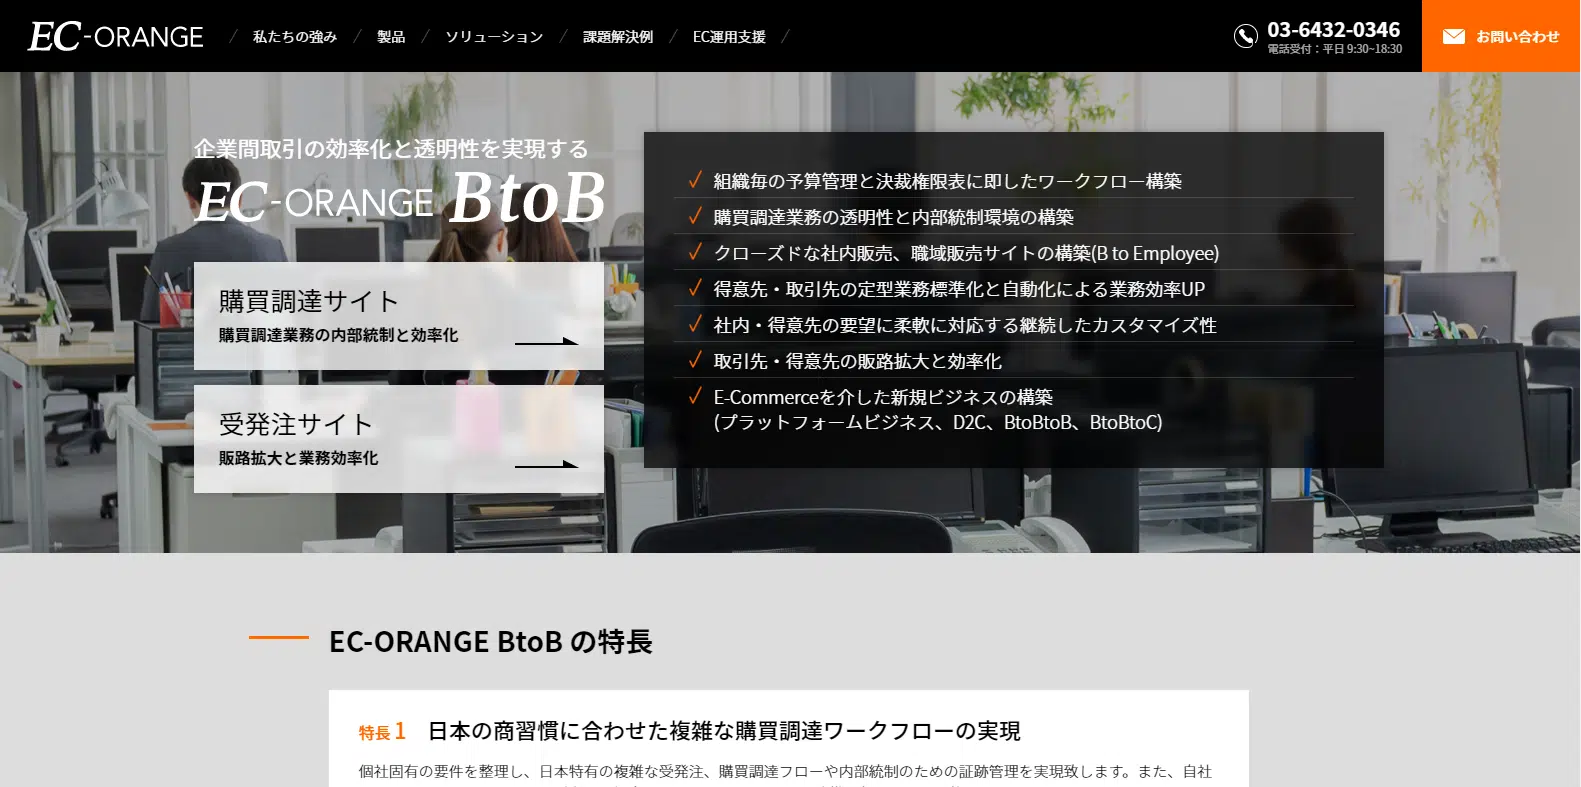 EC-ORANGE
私たちの強み
製品
ソリューション
課題解決例
EC運用支援
03-6432-0346
電話受付：平日 9:30~18:30
お問い合わせ
企業間取引の効率化と透明性を実現する
EC-ORANGE BtoB
購買調達サイト
購買調達業務の内部統制と効率化
受発注サイト
販路拡大と業務効率化
組織毎の予算管理と決裁権限表に即したワークフロー構築
購買調達業務の透明性と内部統制環境の構築
クローズドな社内販売、職域販売サイトの構築(B to Employee)
得意先・取引先の定型業務標準化と自動化による業務効率UP
社内・得意先の要望に柔軟に対応する継続したカスタマイズ性
取引先・得意先の販路拡大と効率化
E-Commerceを介した新規ビジネスの構築
(プラットフォームビジネス、D2C、BtoBtoB、BtoBtoC)
EC-ORANGE BtoB の特長
特長 1 日本の商習慣に合わせた複雑な購買調達ワークフローの実現
個社固有の要件を整理し、日本特有の複雑な受発注、購買調達フローや内部統制のための証跡管理を実現致します。また、自社